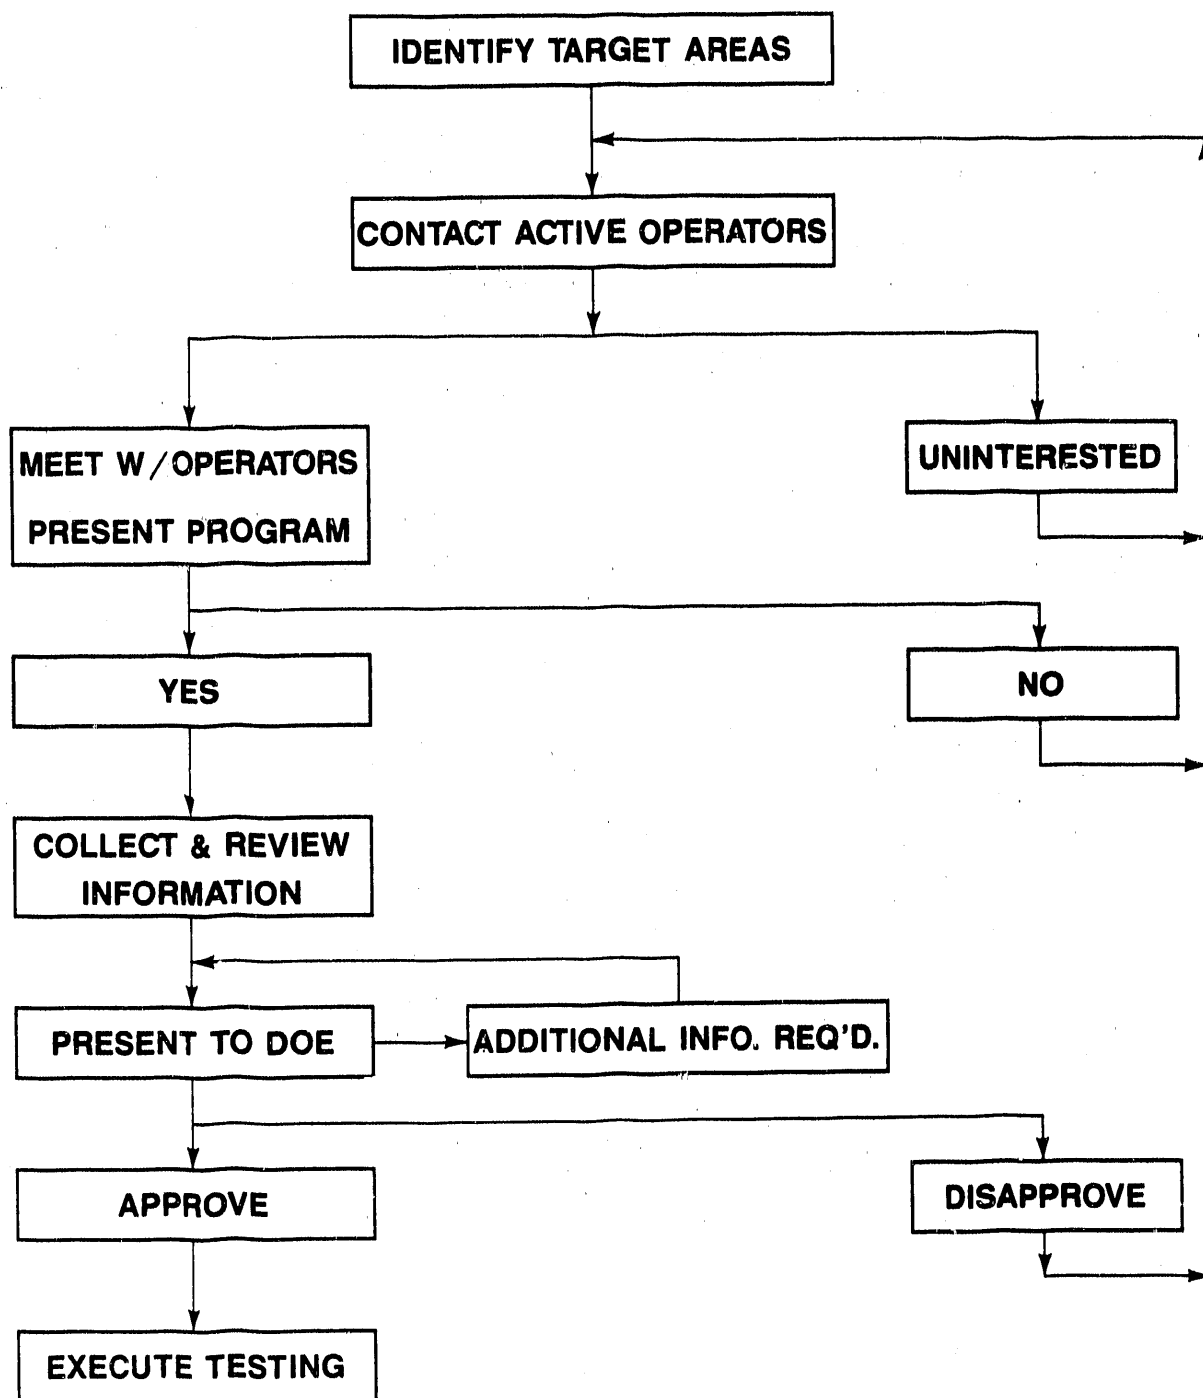 IDENTIFY TARGET AREAS
CONTACT ACTIVE OPERATORS
MEET W/OPERATORS
PRESENT PROGRAM
UNINTERESTED
YES
NO
COLLECT & REVIEW
INFORMATION
PRESENT TO DOE
ADDITIONAL INFO. REQ'D.
APPROVE
DISAPPROVE
EXECUTE TESTING